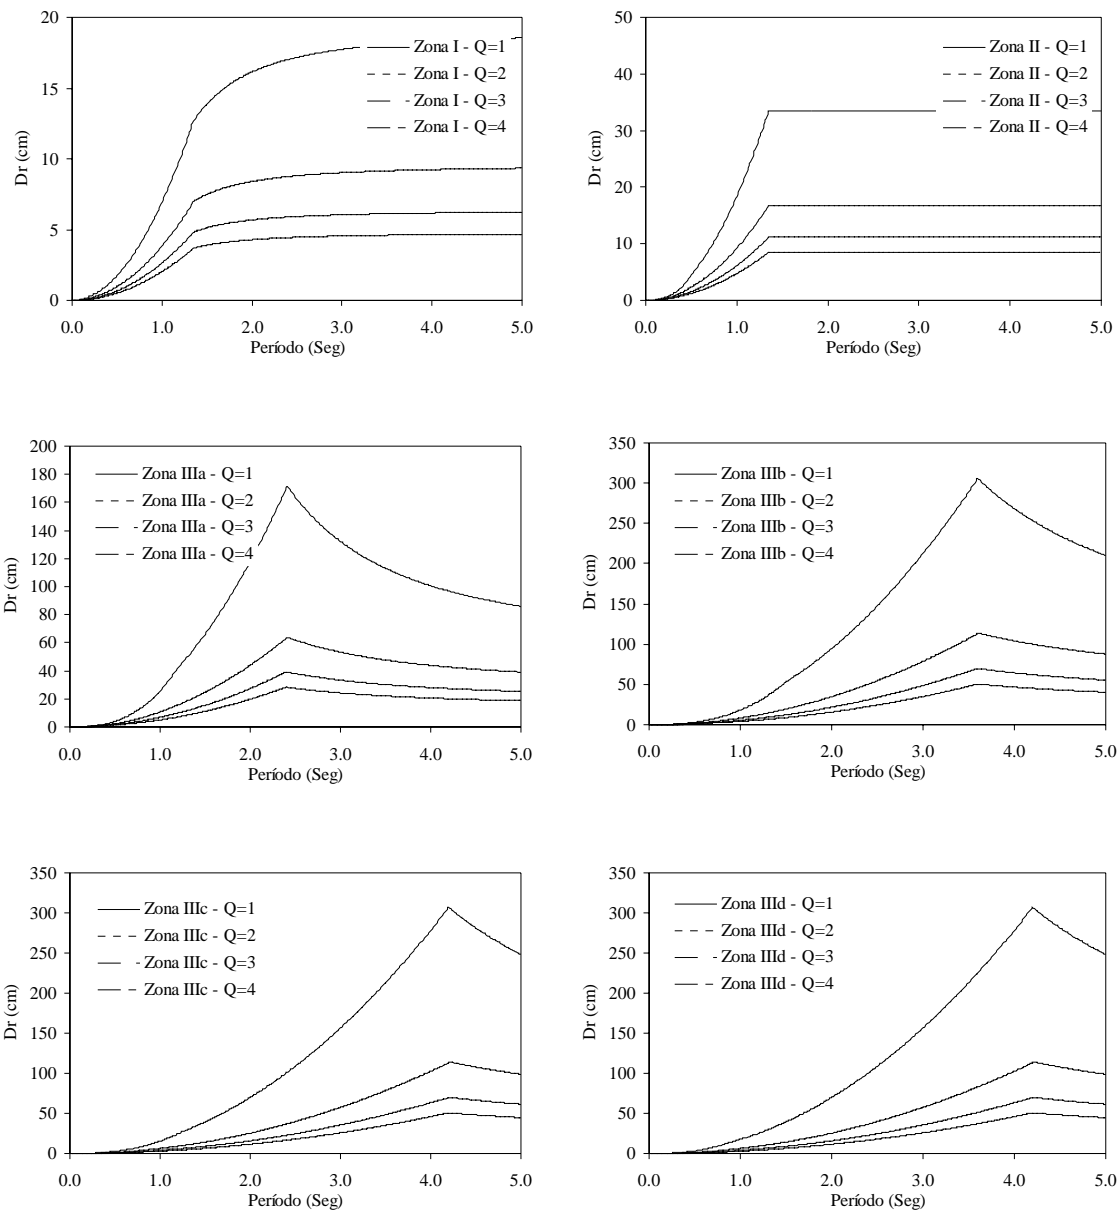 20
15
10
5
0
Dr (cm)
Zona I - Q=1
Zona I - Q=2
Zona I - Q=3
Zona I - Q=4
0.0 1.0 2.0 3.0 4.0 5.0
Período (Seg)
50
40
30
20
10
0
Dr (cm)
Zona II - Q=1
Zona II - Q=2
Zona II - Q=3
Zona II - Q=4
0.0 1.0 2.0 3.0 4.0 5.0
Período (Seg)
200
180
160
140
120
100
80
60
40
20
0
Dr (cm)
Zona IIIa - Q=1
Zona IIIa - Q=2
Zona IIIa - Q=3
Zona IIIa - Q=4
0.0 1.0 2.0 3.0 4.0 5.0
Período (Seg)
350
300
250
200
150
100
50
0
Dr (cm)
Zona IIIb - Q=1
Zona IIIb - Q=2
Zona IIIb - Q=3
Zona IIIb - Q=4
0.0 1.0 2.0 3.0 4.0 5.0
Período (Seg)
350
300
250
200
150
100
50
0
Dr (cm)
Zona IIIc - Q=1
Zona IIIc - Q=2
Zona IIIc - Q=3
Zona IIIc - Q=4
0.0 1.0 2.0 3.0 4.0 5.0
Período (Seg)
350
300
250
200
150
100
50
0
Dr (cm)
Zona IIId - Q=1
Zona IIId - Q=2
Zona IIId - Q=3
Zona IIId - Q=4
0.0 1.0 2.0 3.0 4.0 5.0
Período (Seg)